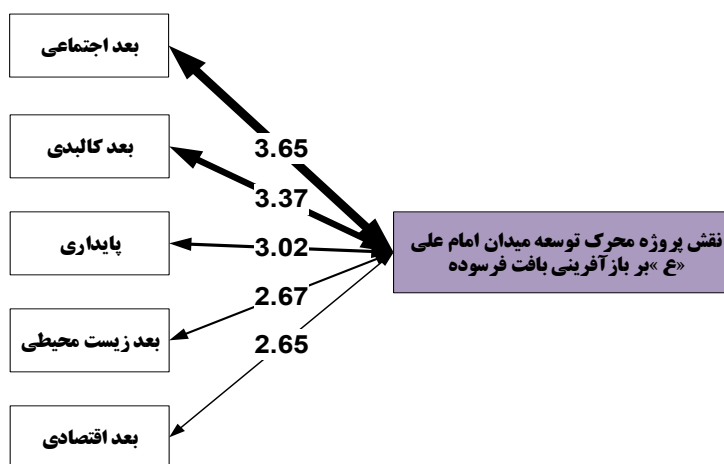 بعد اجتماعی
3.65
بعد کالبدی
3.37
نقش پروژه محرک توسعه میدان امام علی
«ع »بر بازآفرینی بافت فرسوده
پایداری
3.02
2.67
بعد زیست محیطی
2.65
بعد اقتصادی